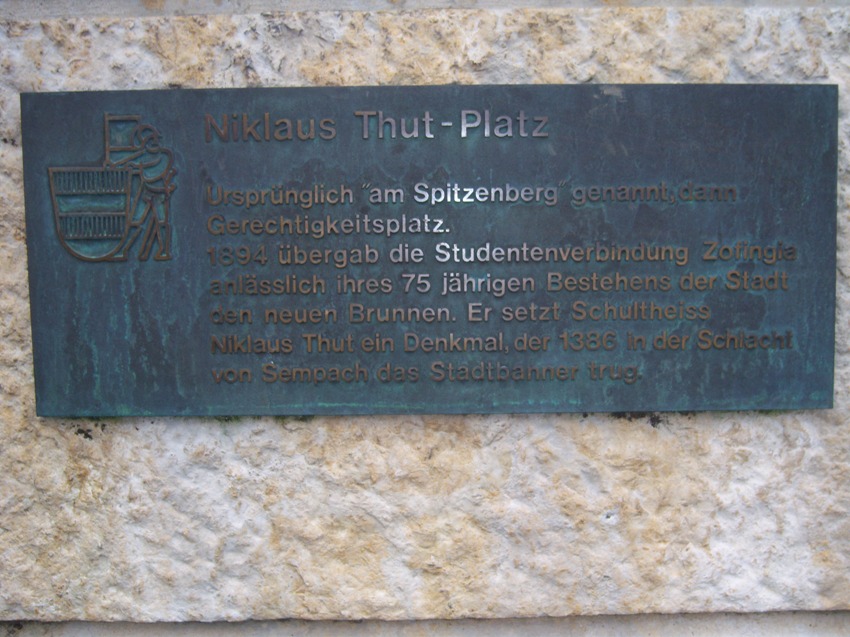 Niklaus Thut-Platz
Ursprünglich "am Spitzenberg" genannt, dann
Gerechtigkeitsplatz.
1894 übergab die Studentenverbindung Zofingia
anlässlich ihres 75 jährigen Bestehens der Stadt
den neuen Brunnen. Er setzt Schultheiss
Niklaus Thut ein Denkmal, der 1386 in der Schlacht
von Sempach das Stadtbanner trug.